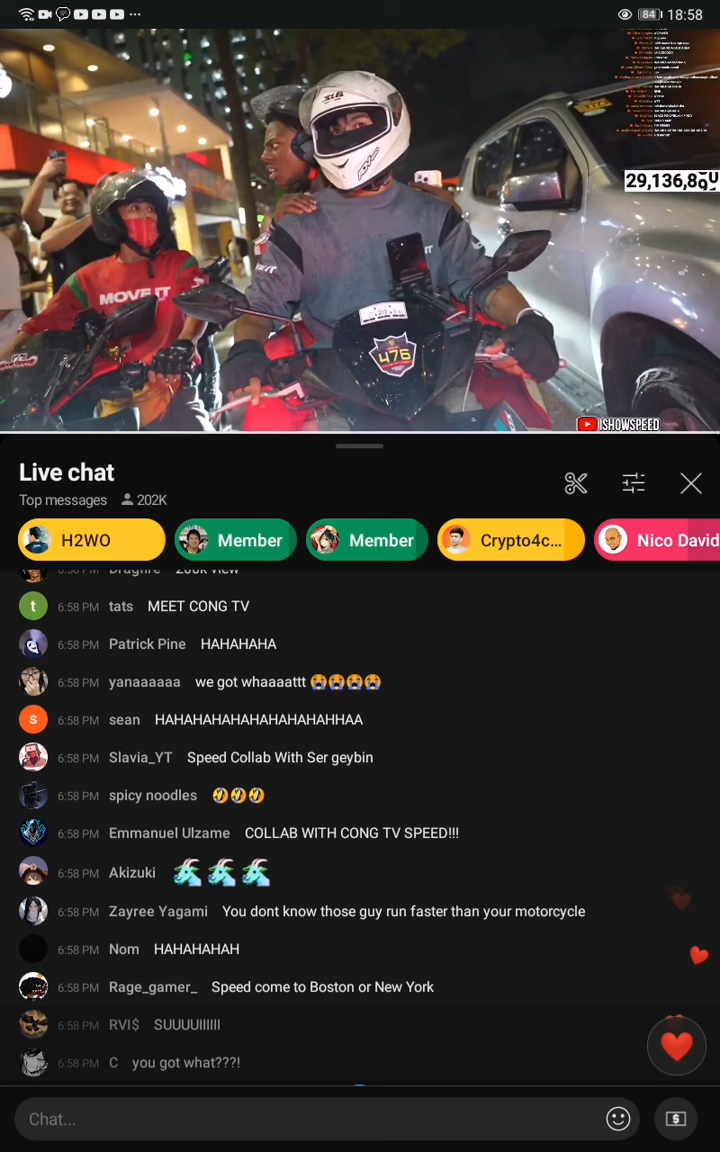 84 18:58
29,136,8
MOVE IT
IT
476
ISHOWSPEED
Live chat
Top messages 202K
H2WO Member Member Crypto4c... Nico David
200k view
t 6:58 PM tats MEET CONG TV
6:58 PM Patrick Pine HAHAHAHA
6:58 PM yanaaaaaa we got whaaaattt 😭😭😭😭
s 6:58 PM sean HAHAHAHAHAHAHAHAHAHHAA
6:58 PM Slavia_YT Speed Collab With Ser geybin
6:58 PM spicy noodles 🤣🤣🤣
6:58 PM Emmanuel Ulzame COLLAB WITH CONG TV SPEED!!!
6:58 PM Akizuki
6:58 PM Zayree Yagami You dont know those guy run faster than your motorcycle
6:58 PM Nom HAHAHAHAH
6:58 PM Rage_gamer_ Speed come to Boston or New York
6:58 PM RVI$ SUUUUIIIIII
6:58 PM C you got what???!
Chat...